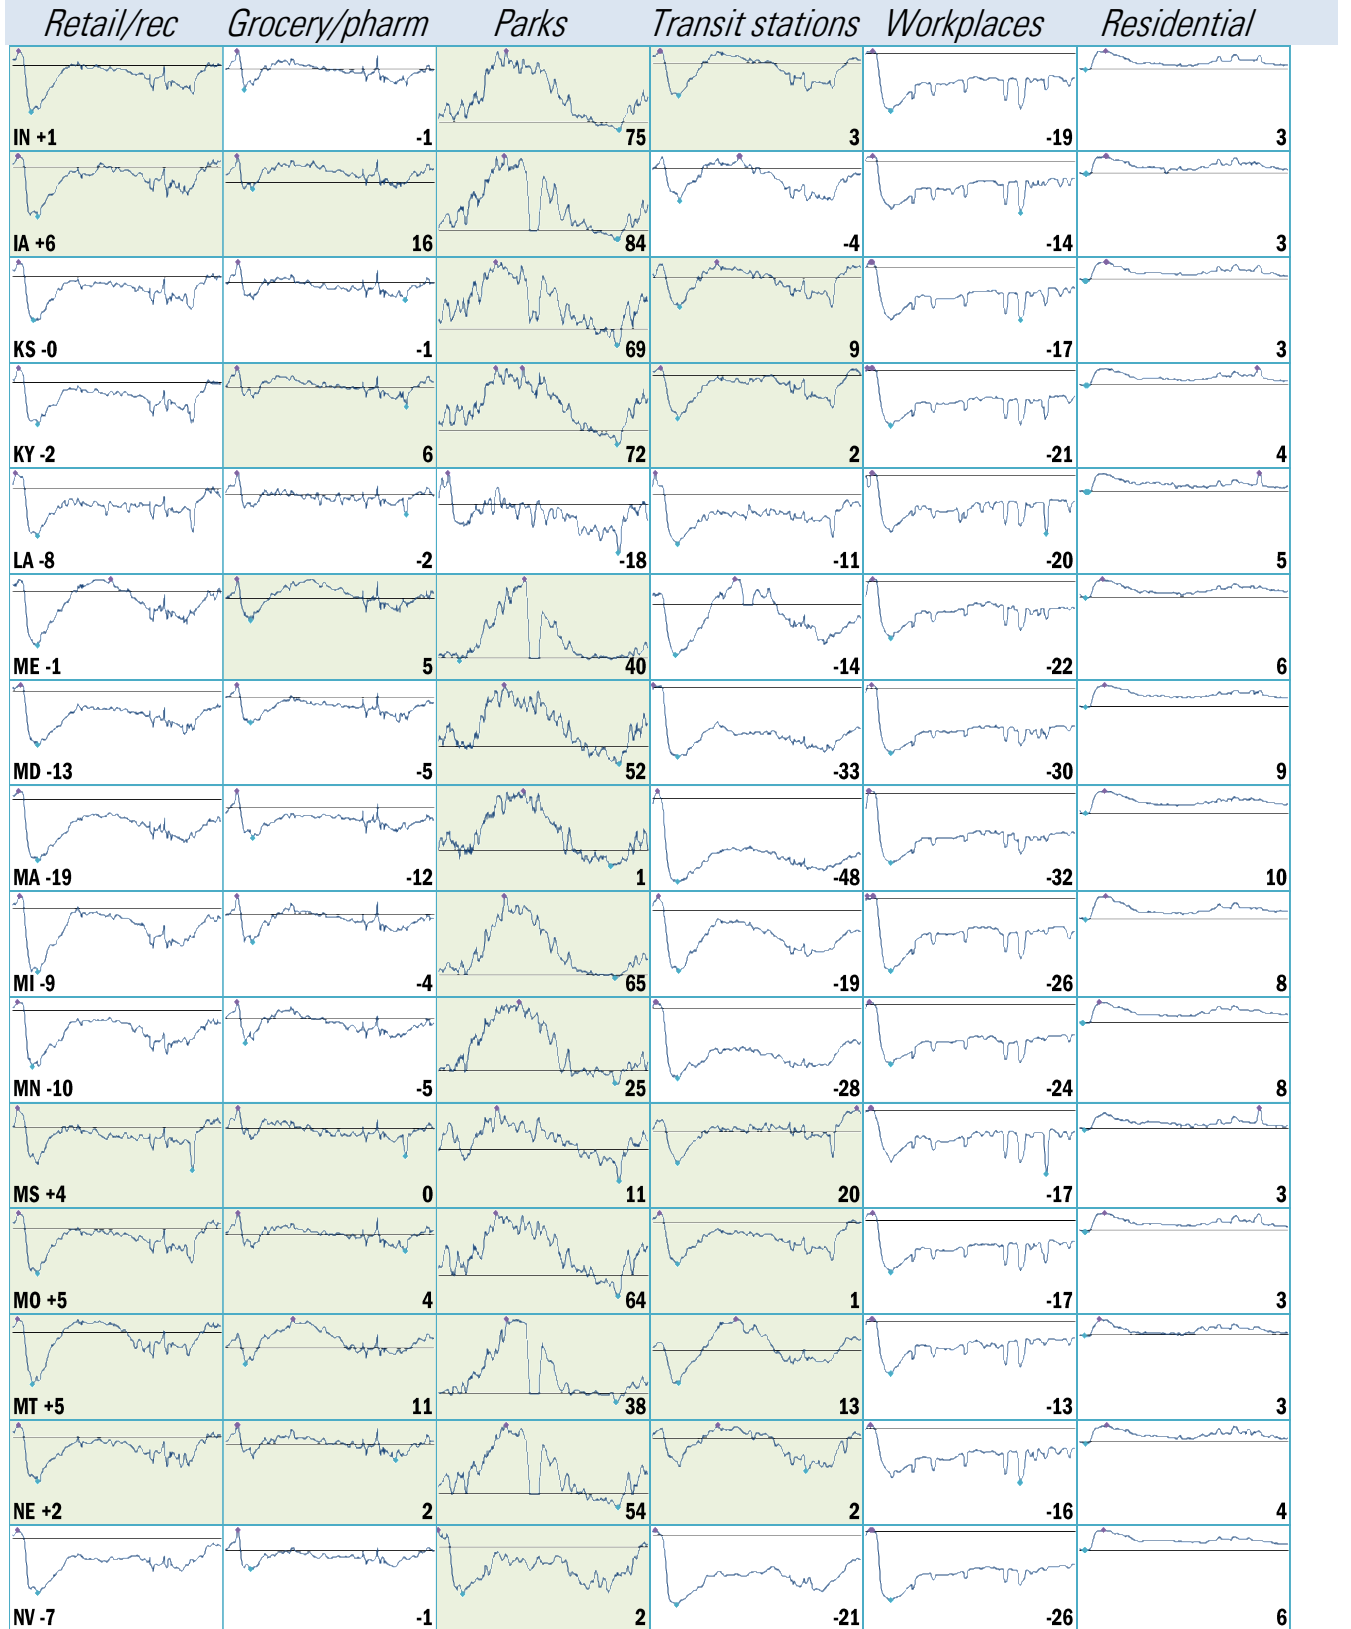 Retail/rec Grocery/pharm Parks Transit stations Workplaces Residential
IN +1 -1 75 3 -19 3
IA +6 16 84 -4 -14 3
KS -0 -1 69 9 -17 3
KY -2 6 72 2 -21 4
LA -8 -2 -18 -11 -20 5
ME -1 5 40 -14 -22 6
MD -13 -5 52 -33 -30 9
MA -19 -12 1 -48 -32 10
MI -9 -4 65 -19 -26 8
MN -10 -5 25 -28 -24 8
MS +4 0 11 20 -17 3
MO +5 4 64 1 -17 3
MT +5 11 38 13 -13 3
NE +2 2 54 2 -16 4
NV -7 -1 2 -21 -26 6